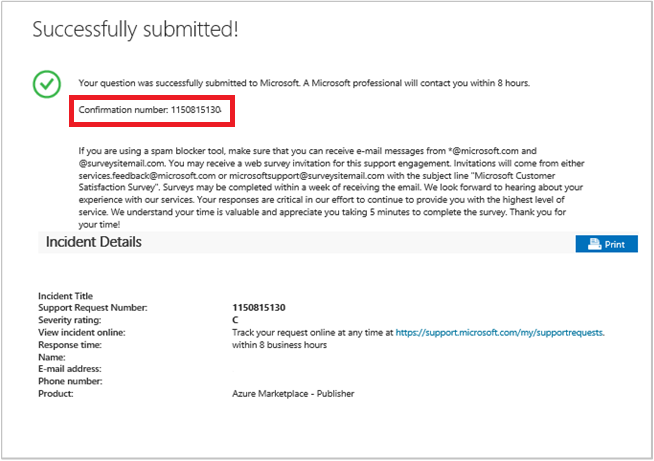 Successfully submitted!
Your question was successfully submitted to Microsoft. A Microsoft professional will contact you within 8 hours.
Confirmation number: 1150815130
If you are using a spam blocker tool, make sure that you can receive e-mail messages from *@microsoft.com and
@surveysitemail.com. You may receive a web survey invitation for this support engagement. Invitations will come from either
services.feedback@microsoft.com or microsoftsupport@surveysitemail.com with the subject line "Microsoft Customer
Satisfaction Survey". Surveys may be completed within a week of receiving the email. We look forward to hearing about your
experience with our services. Your responses are critical in our effort to continue to provide you with the highest level of
service. We understand your time is valuable and appreciate you taking 5 minutes to complete the survey. Thank you for
your time!
Incident Details
Print
Incident Title
Support Request Number: 1150815130
Severity rating: C
View incident online: Track your request online at any time at https://support.microsoft.com/my/supportrequests.
Response time: within 8 business hours
Name:
E-mail address:
Phone number:
Product: Azure Marketplace - Publisher